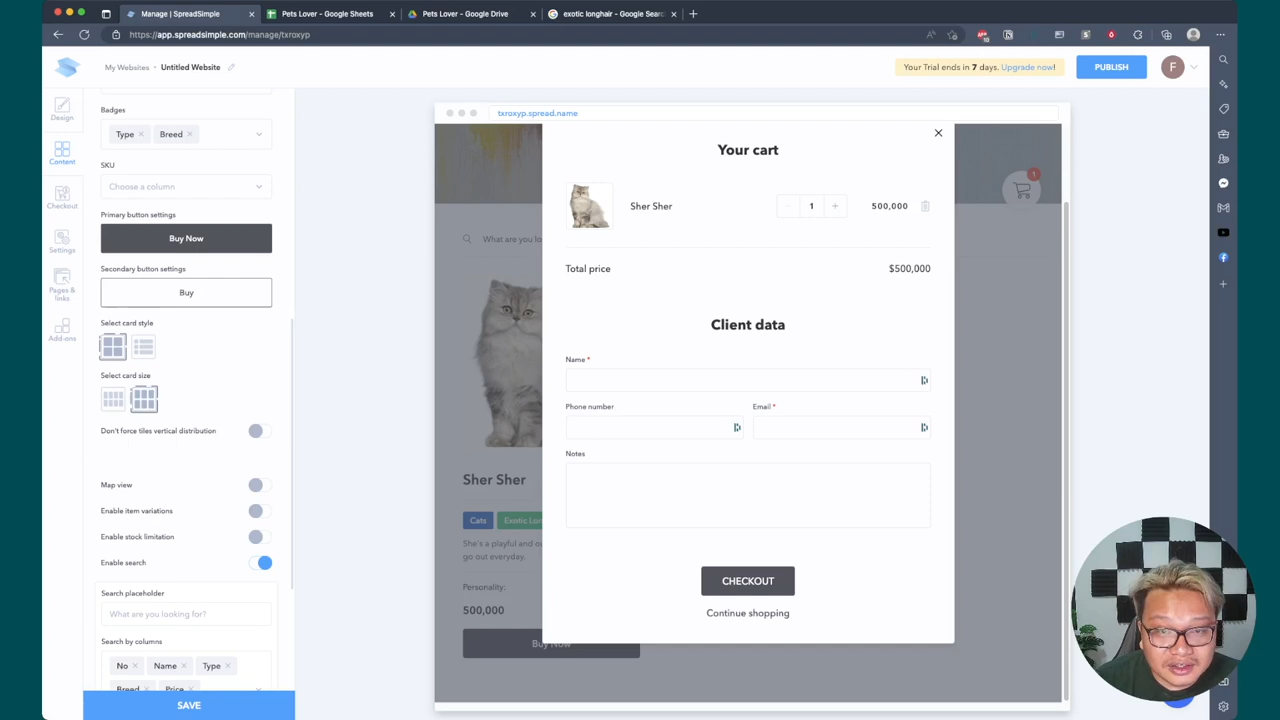 Manage | SpreadSimple
Pets Lover - Google Sheets
Pets Lover - Google Drive
exotic longhair - Google Sear
https://app.spreadsimple.com/manage/txroxyp
My Websites
Untitled Website
Your Trial ends in 7 days. Upgrade now!
PUBLISH
F
Design
Content
Checkout
Settings
Pages &
links
Add-ons
Badges
Type
Breed
SKU
Choose a column
Primary button settings
Buy Now
Secondary button settings
Buy
Select card style
Select card size
Don't force tiles vertical distribution
Map view
Enable item variations
Enable stock limitation
Enable search
Search placeholder
What are you looking for?
Search by columns
No
Name
Type
Breed
Price
SAVE
txroxyp.spread.name
1
What are you lo
Sher Sher
Cats
Exotic Lon
She's a playful and ou
go out everyday.
Personality:
500,000
Buy Now
Your cart
Sher Sher
- 1 +
500,000
Total price
$500,000
Client data
Name *
Phone number
Email *
Notes
CHECKOUT
Continue shopping